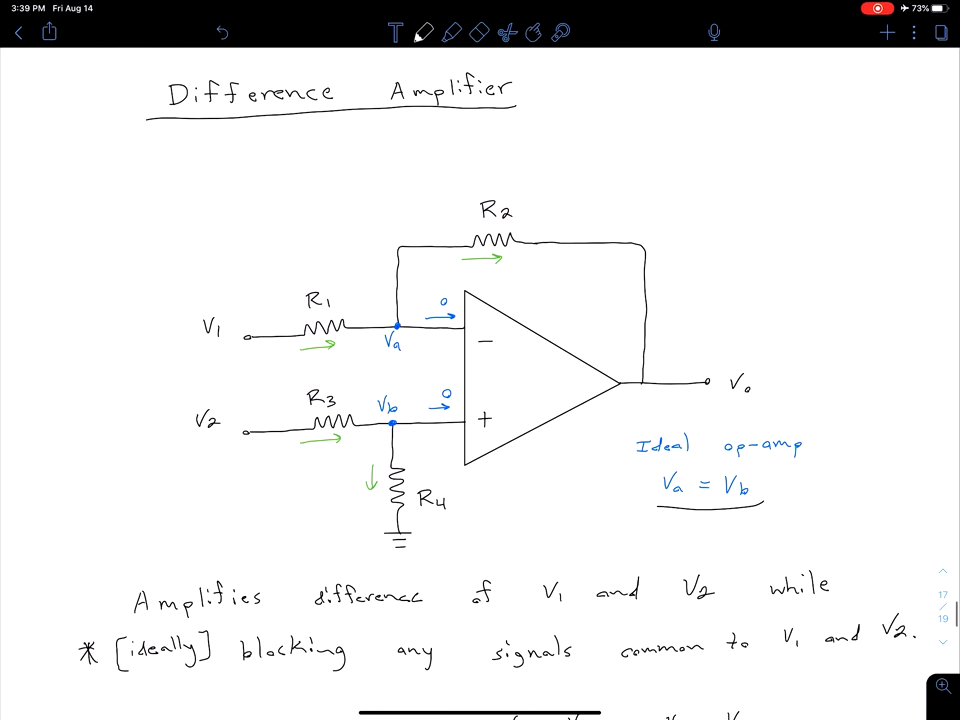 3:39 PM Fri Aug 14
73%
T
Difference Amplifier
R2
R1
0
V1
Va
−
R3
Vb
0
V2
+
Vo
Ideal op-amp
Va = Vb
R4
Amplifies difference of V1 and V2 while
* [ideally] blocking any signals common to V1 and V2.
17
/
19